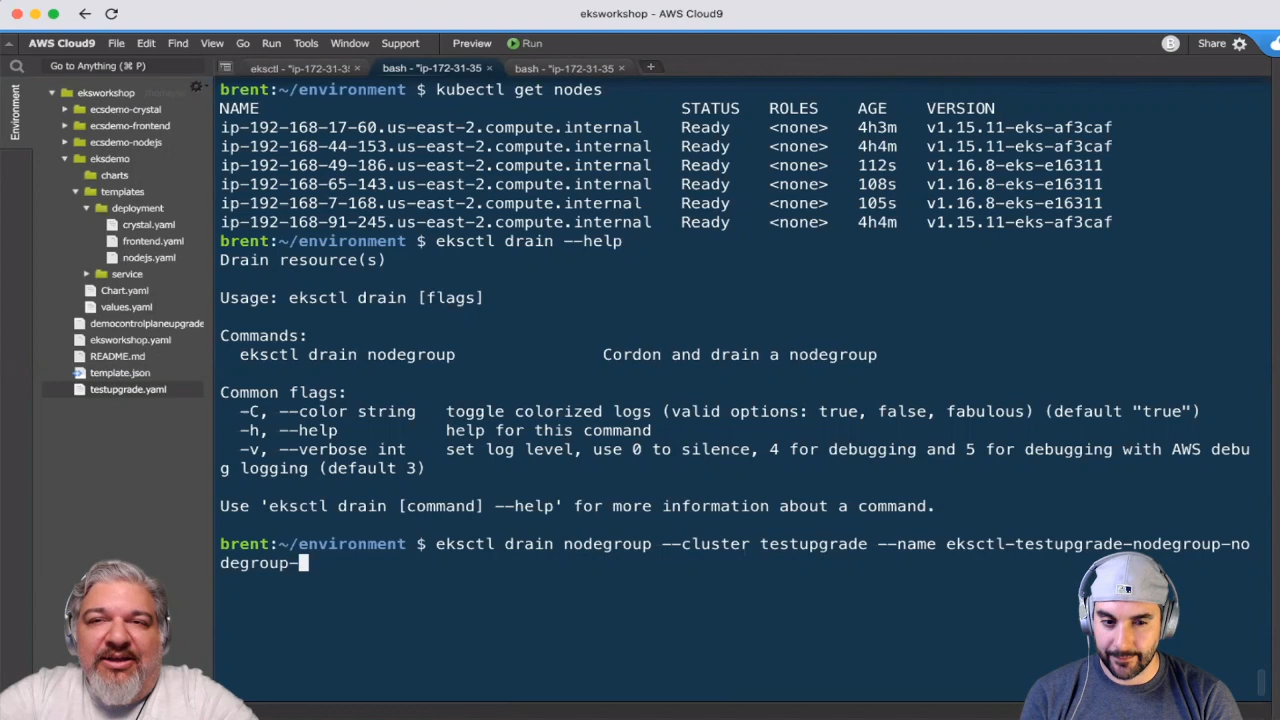 eksworkshop - AWS Cloud9
AWS Cloud9 File Edit Find View Go Run Tools Window Support Preview Run B Share
Go to Anything (⌘ P)
eksctl - "ip-172-31-35 × bash - "ip-172-31-35 × bash - "ip-172-31-35 ×
Environment
eksworkshop
ecsdemo-crystal
ecsdemo-frontend
ecsdemo-nodejs
eksdemo
charts
templates
deployment
crystal.yaml
frontend.yaml
nodejs.yaml
service
Chart.yaml
values.yaml
democontrolplaneupgrade
eksworkshop.yaml
README.md
template.json
testupgrade.yaml
brent:~/environment $ kubectl get nodes
NAME STATUS ROLES AGE VERSION
ip-192-168-17-60.us-east-2.compute.internal Ready <none> 4h3m v1.15.11-eks-af3caf
ip-192-168-44-153.us-east-2.compute.internal Ready <none> 4h4m v1.15.11-eks-af3caf
ip-192-168-49-186.us-east-2.compute.internal Ready <none> 112s v1.16.8-eks-e16311
ip-192-168-65-143.us-east-2.compute.internal Ready <none> 108s v1.16.8-eks-e16311
ip-192-168-7-168.us-east-2.compute.internal Ready <none> 105s v1.16.8-eks-e16311
ip-192-168-91-245.us-east-2.compute.internal Ready <none> 4h4m v1.15.11-eks-af3caf
brent:~/environment $ eksctl drain --help
Drain resource(s)
Usage: eksctl drain [flags]
Commands:
eksctl drain nodegroup Cordon and drain a nodegroup
Common flags:
-C, --color string toggle colorized logs (valid options: true, false, fabulous) (default "true")
-h, --help help for this command
-v, --verbose int set log level, use 0 to silence, 4 for debugging and 5 for debugging with AWS debu
g logging (default 3)
Use 'eksctl drain [command] --help' for more information about a command.
brent:~/environment $ eksctl drain nodegroup --cluster testupgrade --name eksctl-testupgrade-nodegroup-no
degroup-